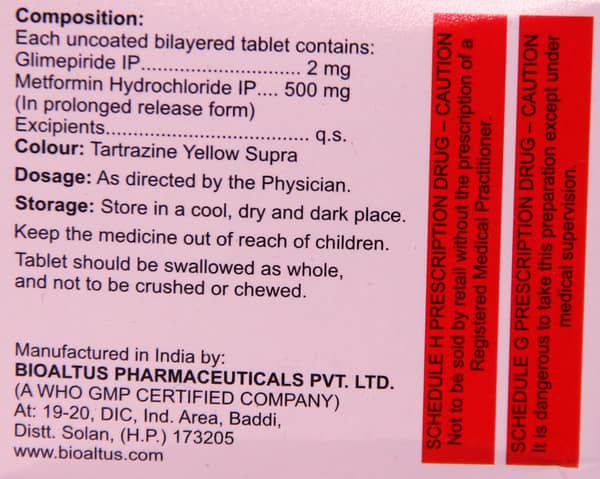 Composition:
Each uncoated bilayered tablet contains:
Glimepiride IP.............................. 2 mg
Metformin Hydrochloride IP.... 500 mg
(In prolonged release form)
Excipients.................................... q.s.
Colour: Tartrazine Yellow Supra
Dosage: As directed by the Physician.
Storage: Store in a cool, dry and dark place.
Keep the medicine out of reach of children.
Tablet should be swallowed as whole,
and not to be crushed or chewed.
Manufactured in India by:
BIOALTUS PHARMACEUTICALS PVT. LTD.
(A WHO GMP CERTIFIED COMPANY)
At: 19-20, DIC, Ind. Area, Baddi,
Distt. Solan, (H.P.) 173205
www.bioaltus.com
SCHEDULE H PRESCRIPTION DRUG – CAUTION
Not to be sold by retail without the prescription of a
Registered Medical Practitioner.
SCHEDULE G PRESCRIPTION DRUG – CAUTION
It is dangerous to take this preparation except under
medical supervision.